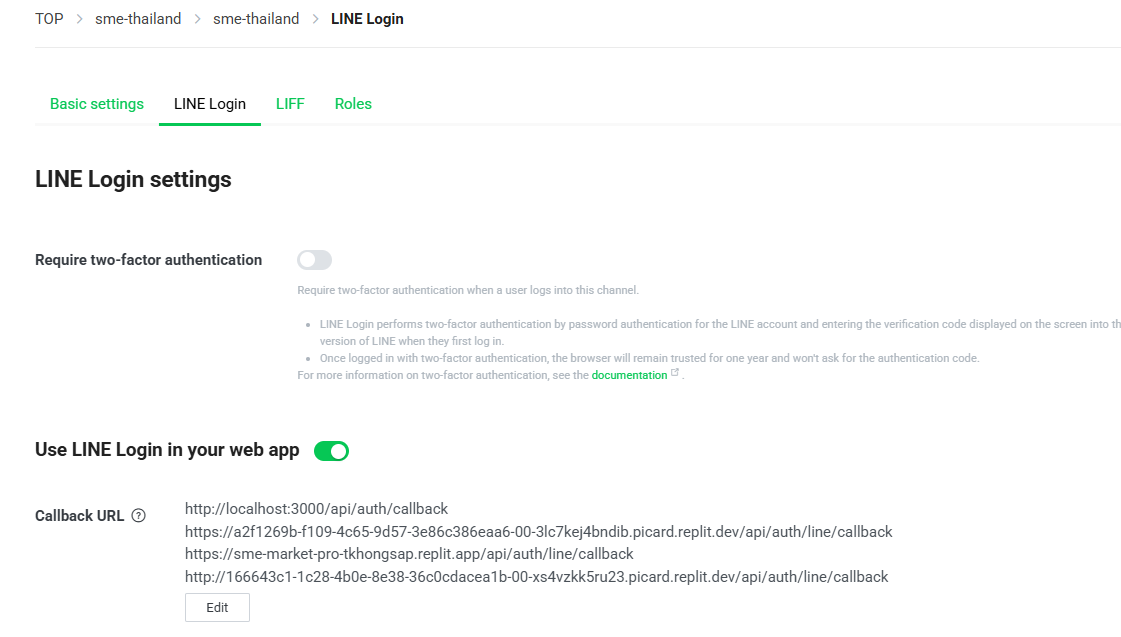 TOP > sme-thailand > sme-thailand > LINE Login
Basic settings LINE Login LIFF Roles
LINE Login settings
Require two-factor authentication
Require two-factor authentication when a user logs into this channel.
• LINE Login performs two-factor authentication by password authentication for the LINE account and entering the verification code displayed on the screen into
version of LINE when they first log in.
• Once logged in with two-factor authentication, the browser will remain trusted for one year and won't ask for the authentication code.
For more information on two-factor authentication, see the documentation .
Use LINE Login in your web app
Callback URL ?
http://localhost:3000/api/auth/callback
https://a2f1269b-f109-4c65-9d57-3e86c386eaa6-00-3lc7kej4bndib.picard.replit.dev/api/auth/line/callback
https://sme-market-pro-tkhongsap.replit.app/api/auth/line/callback
http://166643c1-1c28-4b0e-8e38-36c0cdacea1b-00-xs4vzkk5ru23.picard.replit.dev/api/auth/line/callback
Edit